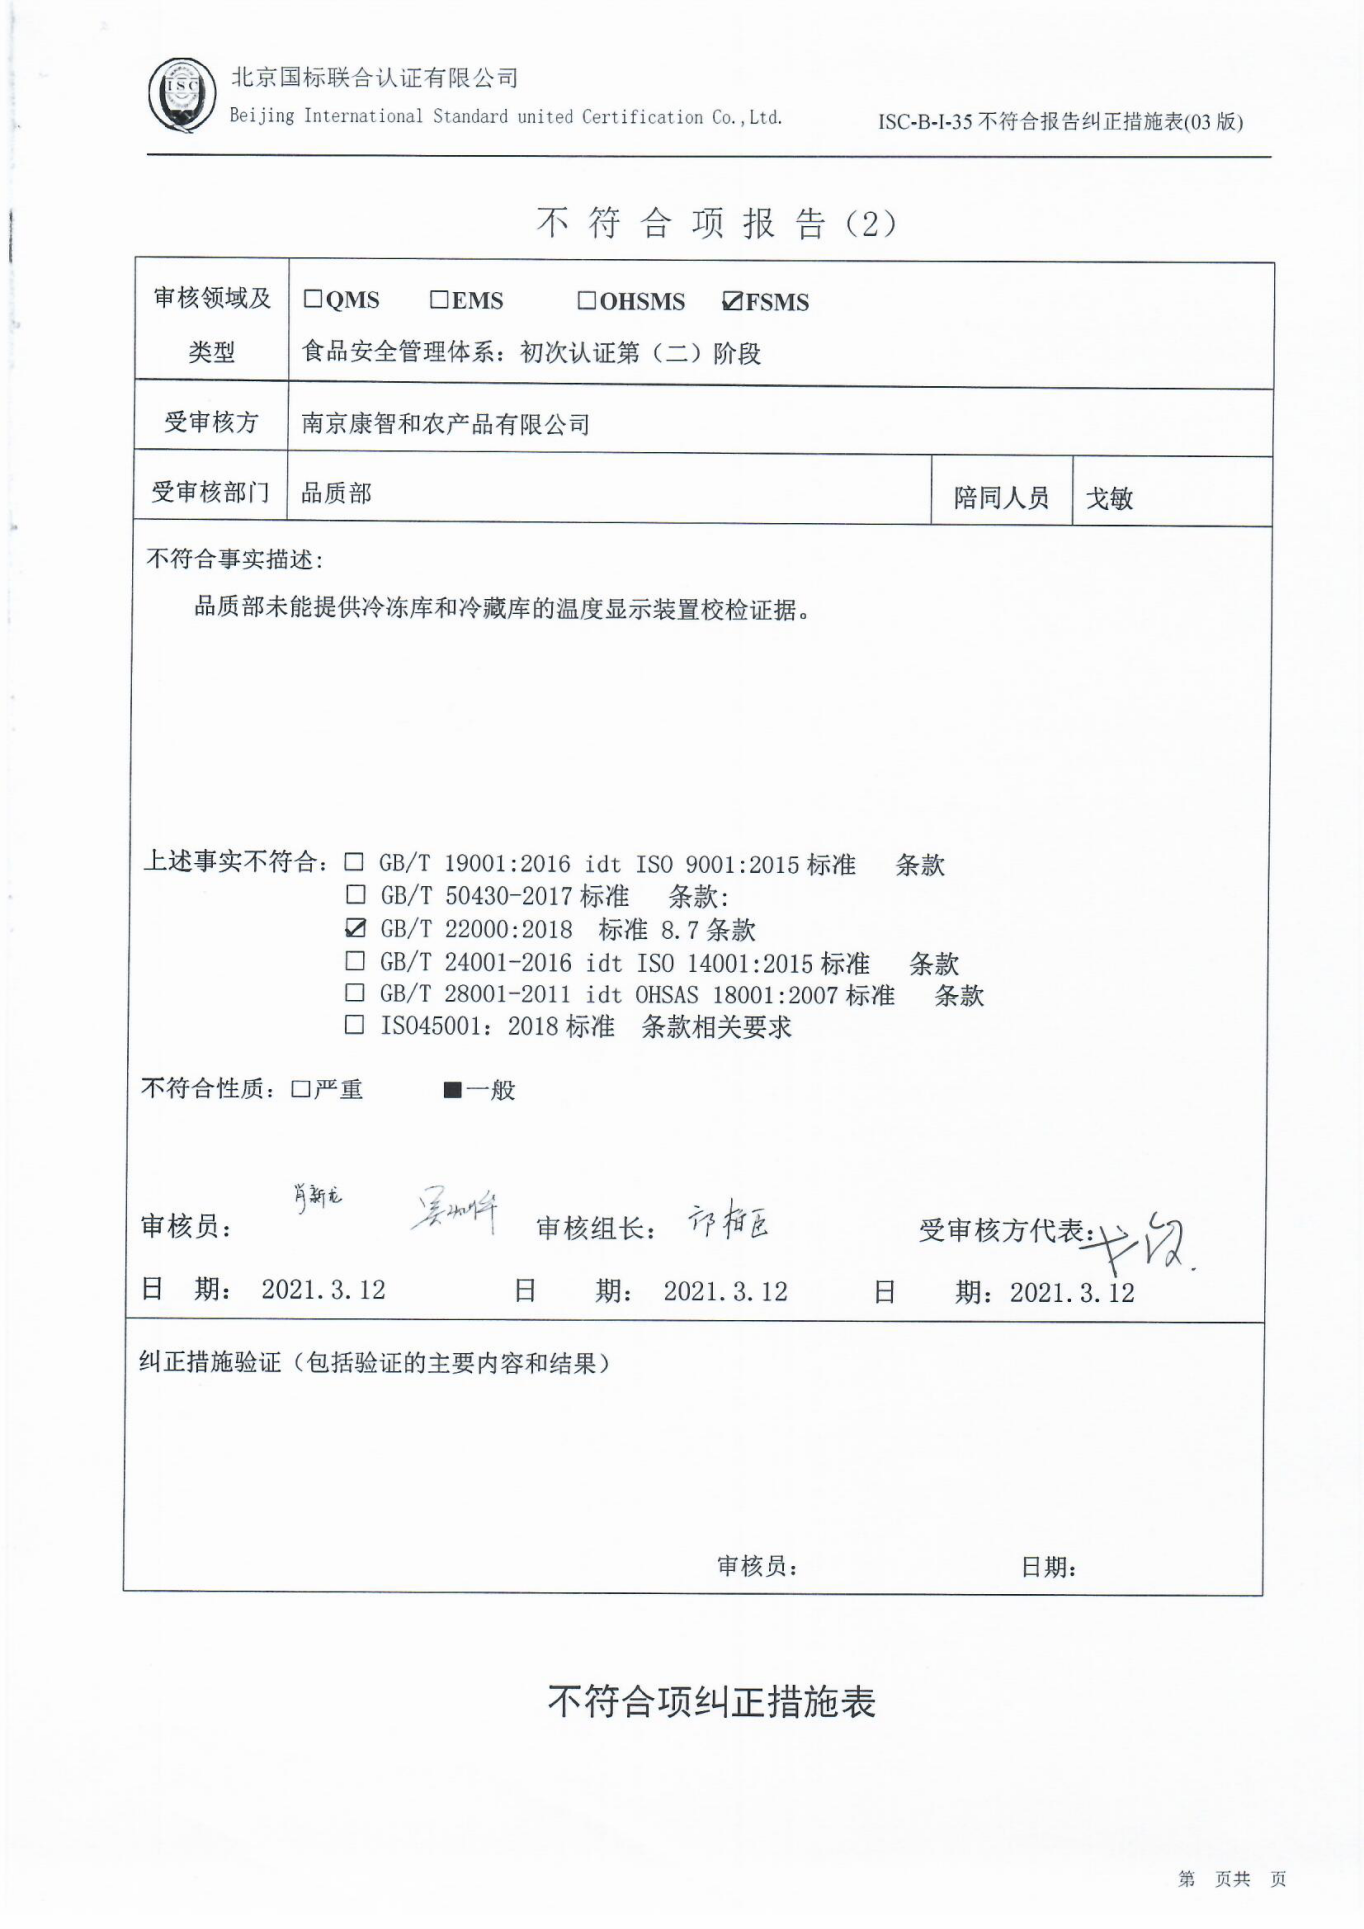 ISC
北京国标联合认证有限公司
Beijing International Standard united Certification Co.,Ltd.
ISC-B-I-35 不符合报告纠正措施表(03 版)
不 符 合 项 报 告（2）
审核领域及类型
□QMS □EMS □OHSMS ☑FSMS
食品安全管理体系：初次认证第（二）阶段
受审核方 南京康智和农产品有限公司
受审核部门 品质部 陪同人员 戈敏
不符合事实描述：
品质部未能提供冷冻库和冷藏库的温度显示装置校检证据。
上述事实不符合：□ GB/T 19001:2016 idt ISO 9001:2015 标准 条款
□ GB/T 50430-2017 标准 条款：
☑ GB/T 22000:2018 标准 8.7 条款
□ GB/T 24001-2016 idt ISO 14001:2015 标准 条款
□ GB/T 28001-2011 idt OHSAS 18001:2007 标准 条款
□ ISO45001：2018 标准 条款相关要求
不符合性质：□严重 ■一般
审核员： 肖新龙 审核组长： 受审核方代表：
日 期： 2021.3.12 日 期： 2021.3.12 日 期：2021.3.12
纠正措施验证（包括验证的主要内容和结果）
审核员： 日期：
不符合项纠正措施表
第 页共 页